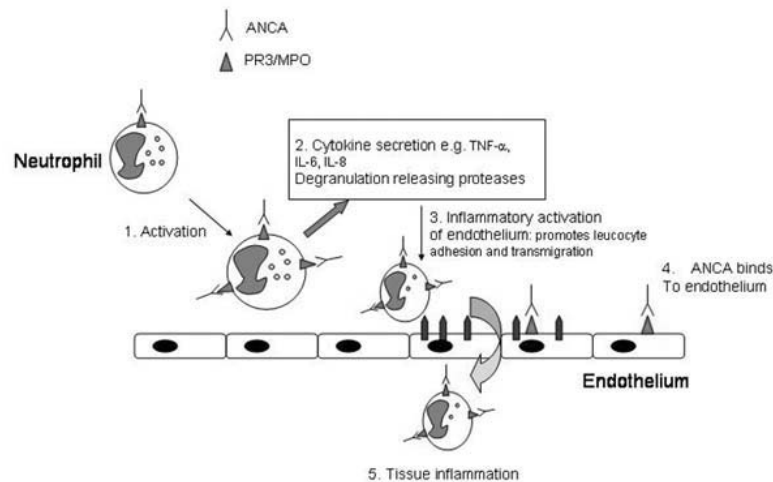 ANCA
PR3/MPO
Neutrophil
2. Cytokine secretion e.g. TNF-α,
IL-6, IL-8
Degranulation releasing proteases
1. Activation
3. Inflammatory activation
of endothelium: promotes leucocyte
adhesion and transmigration
4. ANCA binds
To endothelium
Endothelium
5. Tissue inflammation